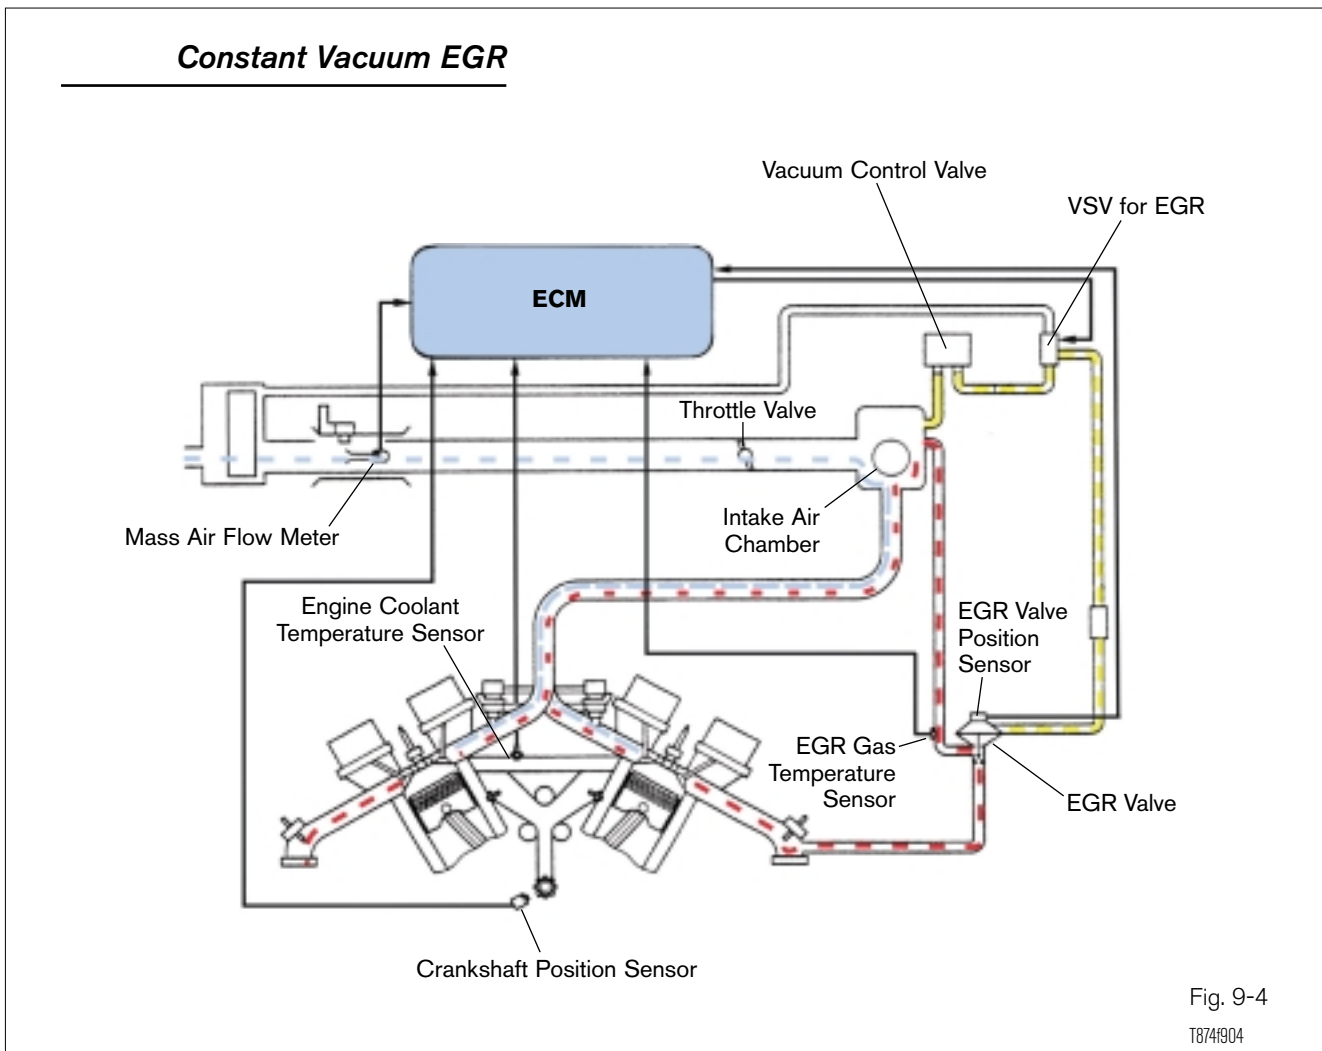 Constant Vacuum EGR
Vacuum Control Valve
VSV for EGR
ECM
Throttle Valve
Mass Air Flow Meter
Intake Air
Chamber
Engine Coolant
Temperature Sensor
EGR Valve
Position
Sensor
EGR Gas
Temperature
Sensor
EGR Valve
Crankshaft Position Sensor
Fig. 9-4
T874f904